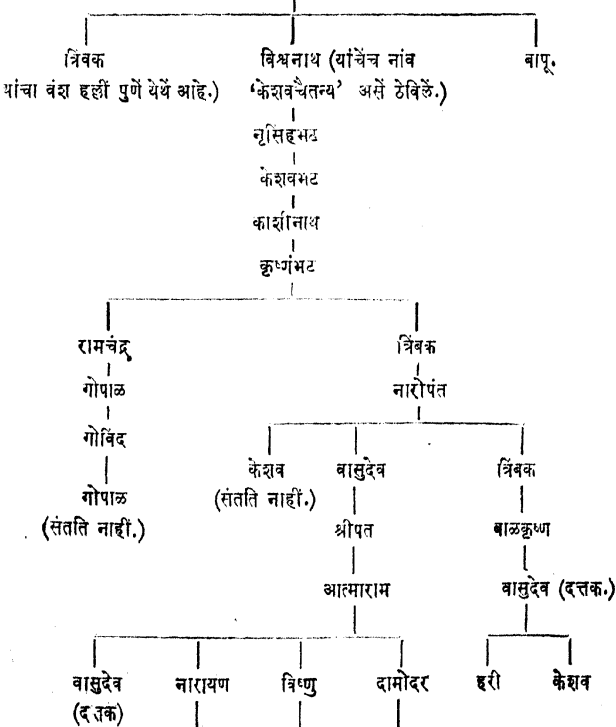 त्रिंबक विश्वनाथ (यांचेंच नांव बापू.
यांचा वंश हल्लीं पुणें येथें आहे.) ‘केशवचैतन्य’ असें ठेविलें.)
नृसिंहभट
केशवभट
काशीनाथ
कृष्णंभट
रामचंद्र त्रिंबक
गोपाळ नारोपंत
गोविंद
केशव वासुदेव त्रिंबक
गोपाळ (संतति नाहीं.)
(संतति नाहीं.) श्रीपत बाळकृष्ण
आत्माराम वासुदेव (दत्तक.)
वासुदेव नारायण विष्णु दामोदर हरी केशव
(दत्तक)